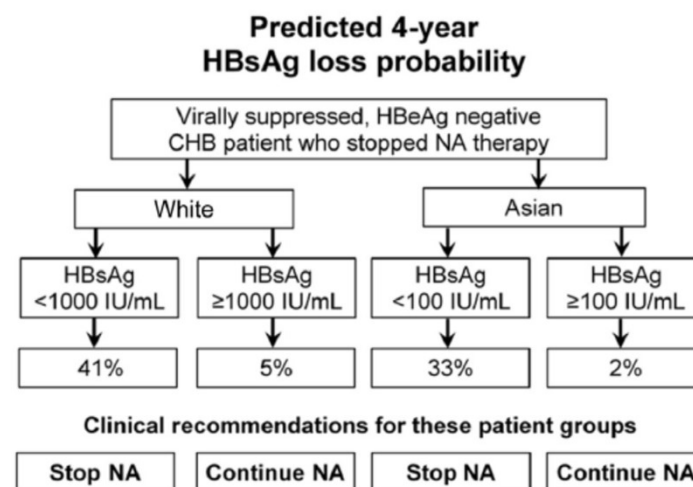 Predicted 4-year
HBsAg loss probability
Virally suppressed, HBeAg negative
CHB patient who stopped NA therapy
White
Asian
HBsAg
<1000 IU/mL
HBsAg
≥1000 IU/mL
HBsAg
<100 IU/mL
HBsAg
≥100 IU/mL
41%
5%
33%
2%
Clinical recommendations for these patient groups
Stop NA
Continue NA
Stop NA
Continue NA